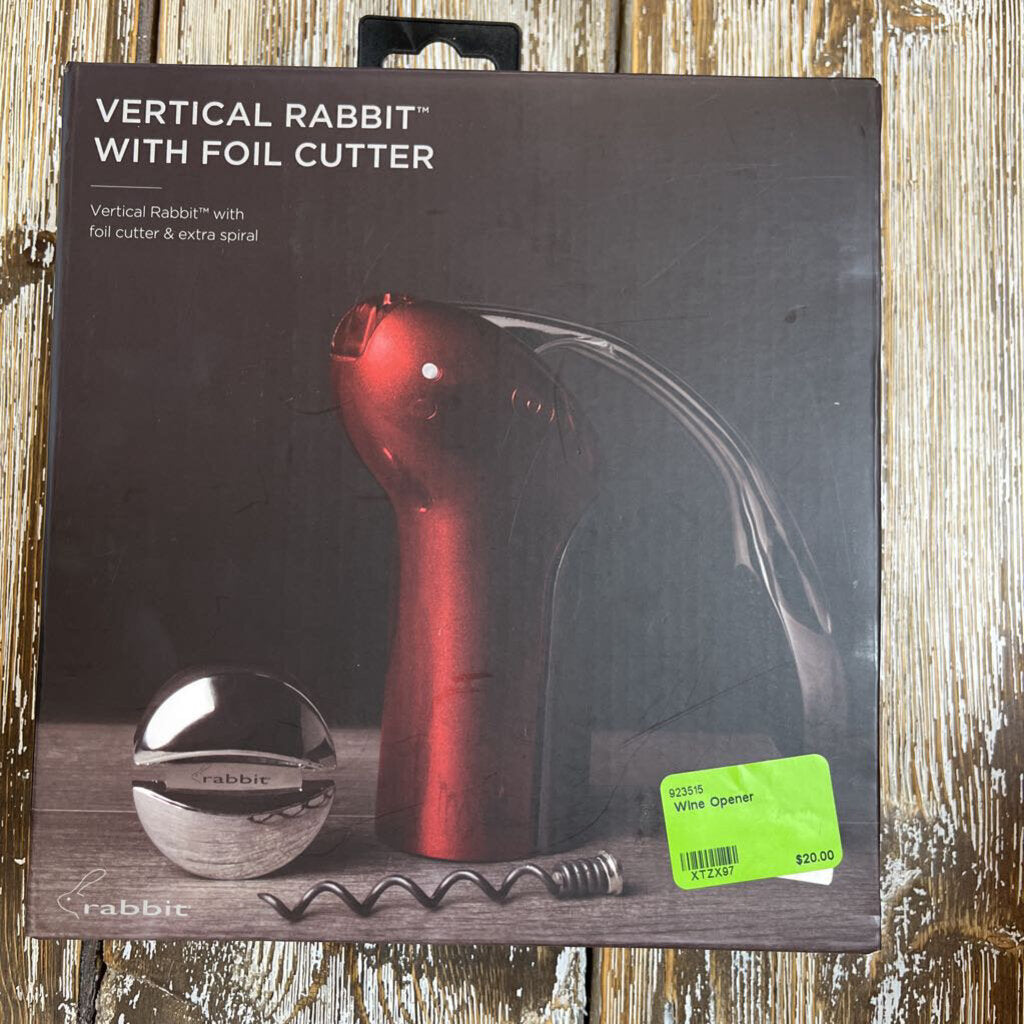 VERTICAL RABBIT™
WITH FOIL CUTTER
Vertical Rabbit™ with
foil cutter & extra spiral
rabbit
rabbit
923515
Wine Opener
XTZX97
$20.00